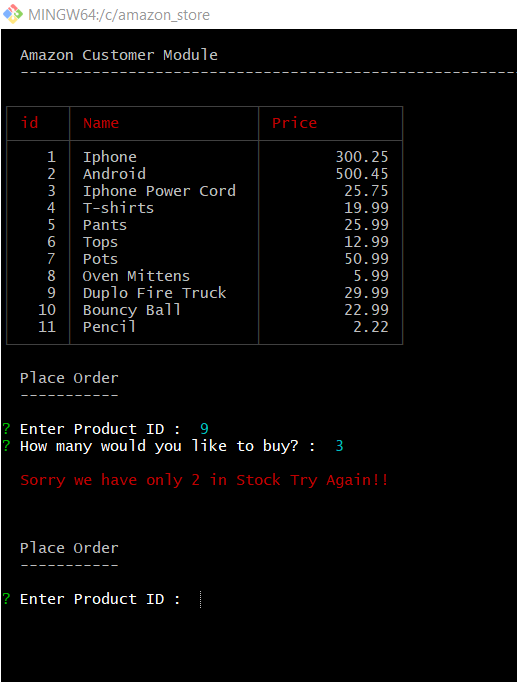 MINGW64:/c/amazon_store
Amazon Customer Module
-------------------------------------------------------
id Name Price
1 Iphone 300.25
2 Android 500.45
3 Iphone Power Cord 25.75
4 T-shirts 19.99
5 Pants 25.99
6 Tops 12.99
7 Pots 50.99
8 Oven Mittens 5.99
9 Duplo Fire Truck 29.99
10 Bouncy Ball 22.99
11 Pencil 2.22
Place Order
-----------
? Enter Product ID : 9
? How many would you like to buy? : 3
Sorry we have only 2 in Stock Try Again!!
Place Order
-----------
? Enter Product ID :